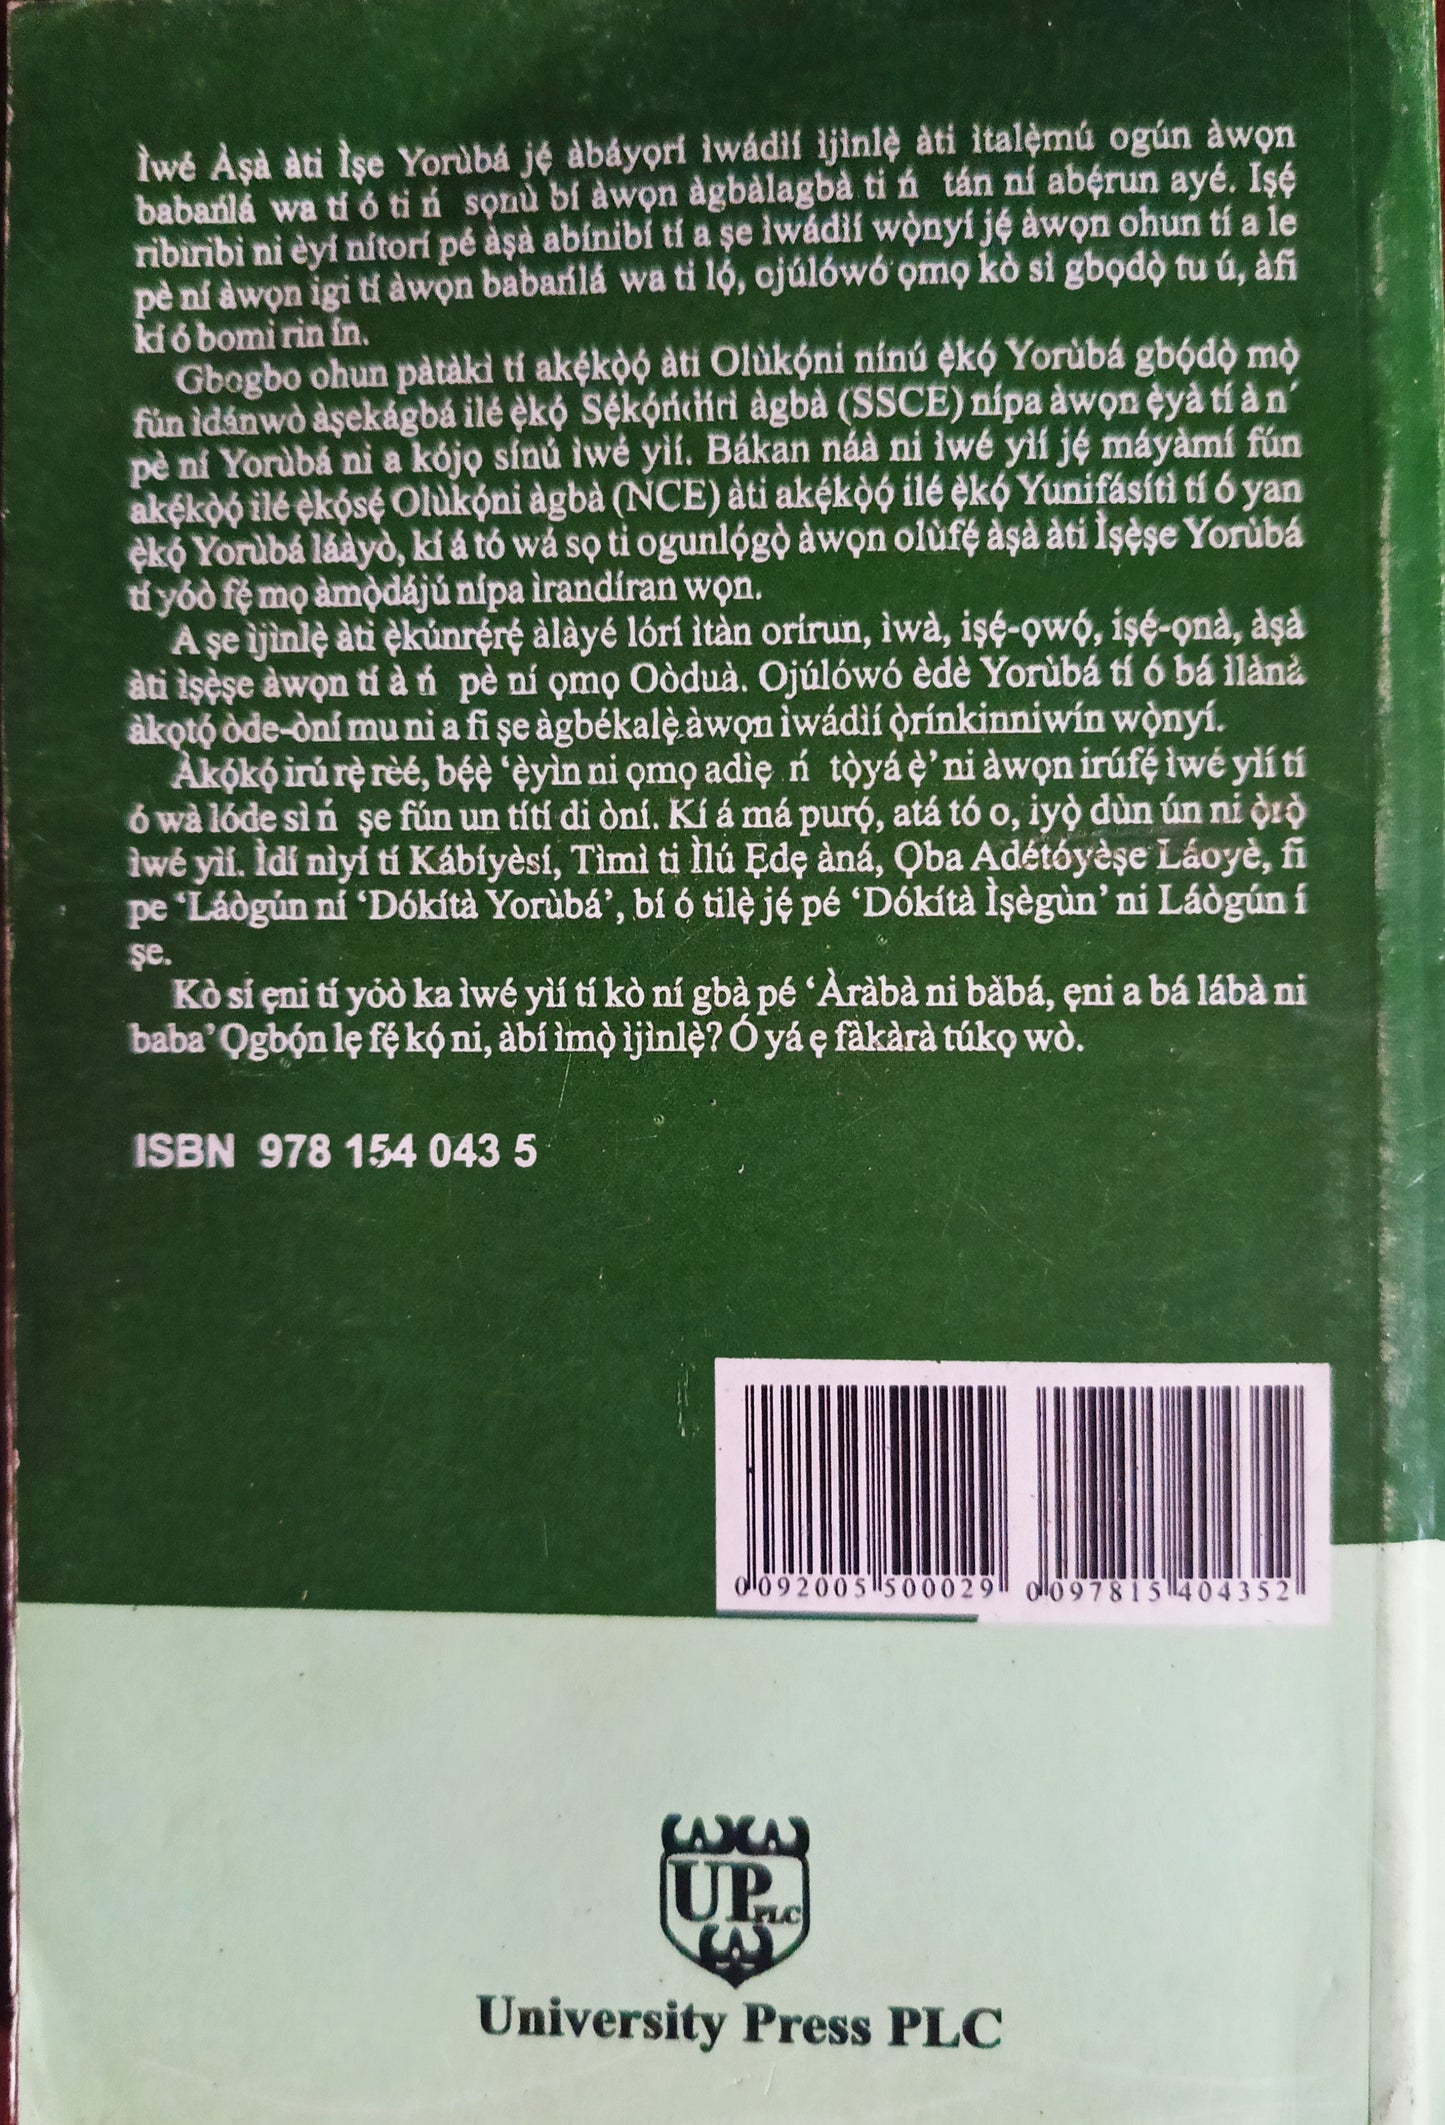 Ìwé Àṣà àti Ìṣe Yorùbá jẹ́ àbáyọrí ìwádìí ìjìnlẹ̀ àti ìtalẹ̀mú ogún àwọn
babańlá wa tí ó ti ń sọnù bí àwọn àgbàlagbà ti ń tán ní abẹ́run ayé. Iṣẹ́
ribiribi ni èyí nítorí pé àṣà abínibí tí a ṣe ìwádìí wọ̀nyí jẹ́ àwọn ohun tí a le
pè ní àwọn igi tí àwọn babańlá wa ti lọ́, ojúlówó ọmọ kò sì gbọdọ̀ tu ú, àfi
kí ó bomi rin ín.
Gbogbo ohun pàtàkì tí akẹ́kọ̀ọ́ àti Olùkọ́ni nínú ẹ̀kọ́ Yorùbá gbọ́dọ̀ mọ̀
fún ìdánwò àṣekágbá ilé ẹ̀kọ́ Sẹ́kọ́ńdìrì àgbà (SSCE) nípa àwọn ẹ̀yà tí à ń
pè ní Yorùbá ni a kójọ sínú ìwé yìí. Bákan náà ni ìwé yìí jẹ́ máyàmí fún
akẹ́kọ̀ọ́ ilé ẹ̀kọ́sẹ́ Olùkọ́ni àgbà (NCE) àti akẹ́kọ̀ọ́ ilé ẹ̀kọ́ Yunifásítì tí ó yan
ẹ̀kọ́ Yorùbá láàyò, kí á tó wá sọ ti ogunlọ́gọ̀ àwọn olùfẹ́ àṣà àti Ìṣẹ̀ṣe Yorùbá
tí yóò fẹ́ mọ àmọ̀dájú nípa ìrandíran wọn.
A ṣe ìjìnlẹ̀ àti ẹ̀kúnrẹ́rẹ́ àlàyé lórí ìtàn orírun, ìwà, iṣẹ́-ọwọ́, iṣẹ́-ọnà, àṣà
àti ìṣẹ̀ṣe àwọn tí à ń pè ní ọmọ Oòduà. Ojúlówó èdè Yorùbá tí ó bá ìlànà
àkọtọ́ òde-òní mu ni a fi ṣe àgbékalẹ̀ àwọn ìwádìí ọ̀rínkinniwín wọ̀nyí.
Àkọ́kọ́ irú rẹ̀ rèé, bẹ́ẹ̀ ‘ẹ̀yìn ni ọmọ adìẹ ń tọ̀yá ẹ̀’ ni àwọn irúfẹ́ ìwé yìí tí
ó wà lóde sì ń ṣe fún un títí di òní. Kí á má purọ́, atá tó o, iyọ̀ dùn ún ni ọ̀rọ̀
ìwé yìí. Ìdí nìyí tí Kábíyèsí, Tìmì ti Ìlú Ẹdẹ àná, Ọba Adétóyèṣe Láoyè, fi
pe ‘Láògún ní ‘Dókítà Yorùbá’, bí ó tilẹ̀ jẹ́ pé ‘Dókítà Ìṣègùn’ ni Láògún í
ṣe.
Kò sí ẹni tí yóò ka ìwé yìí tí kò ní gbà pé ‘Àràbà ni bàbá, ẹni a bá lábà ni
baba’ Ọgbọ́n lẹ fẹ́ kọ́ ni, àbí ìmọ̀ ìjìnlẹ̀? Ó yá ẹ fàkàrà túkọ wò.
ISBN 978 154 043 5
0 092005 500029 0 097815 404352
UP PLC
University Press PLC